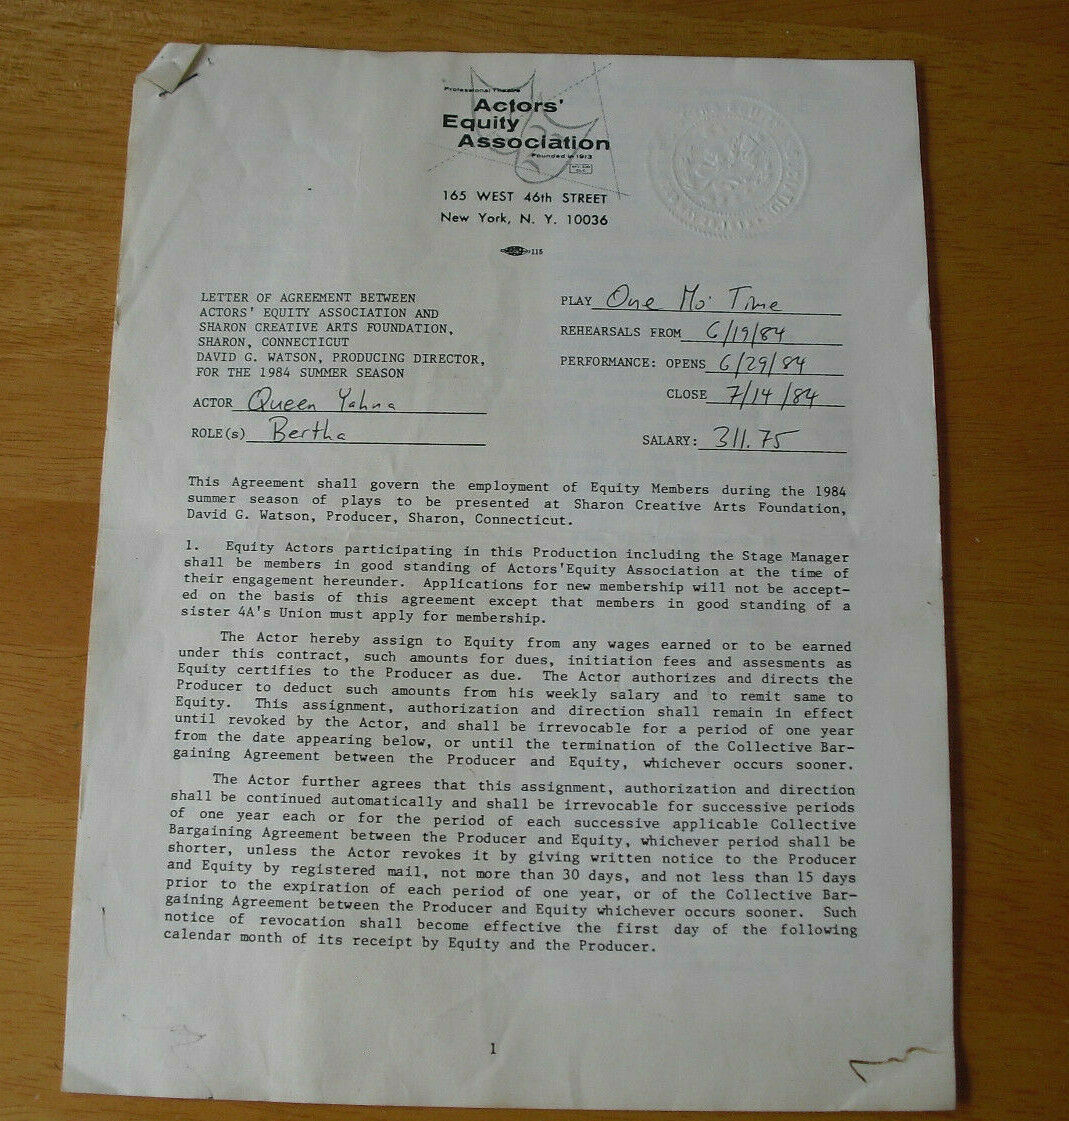 Professional Theatre
Actors'
Equity
Association
Founded in 1913
165 WEST 46th STREET
New York, N. Y. 10036
115
LETTER OF AGREEMENT BETWEEN
ACTORS' EQUITY ASSOCIATION AND
SHARON CREATIVE ARTS FOUNDATION,
SHARON, CONNECTICUT
DAVID G. WATSON, PRODUCING DIRECTOR,
FOR THE 1984 SUMMER SEASON
ACTOR Queen Yahna
ROLE(s) Bertha
PLAY One Mo' Time
REHEARSALS FROM 6/19/84
PERFORMANCE: OPENS 6/29/84
CLOSE 7/14/84
SALARY: 311.75
This Agreement shall govern the employment of Equity Members during the 1984
summer season of plays to be presented at Sharon Creative Arts Foundation,
David G. Watson, Producer, Sharon, Connecticut.
1. Equity Actors participating in this Production including the Stage Manager
shall be members in good standing of Actors'Equity Association at the time of
their engagement hereunder. Applications for new membership will not be accept-
ed on the basis of this agreement except that members in good standing of a
sister 4A's Union must apply for membership.
The Actor hereby assign to Equity from any wages earned or to be earned
under this contract, such amounts for dues, initiation fees and assesments as
Equity certifies to the Producer as due. The Actor authorizes and directs the
Producer to deduct such amounts from his weekly salary and to remit same to
Equity. This assignment, authorization and direction shall remain in effect
until revoked by the Actor, and shall be irrevocable for a period of one year
from the date appearing below, or until the termination of the Collective Bar-
gaining Agreement between the Producer and Equity, whichever occurs sooner.
The Actor further agrees that this assignment, authorization and direction
shall be continued automatically and shall be irrevocable for successive periods
of one year each or for the period of each successive applicable Collective
Bargaining Agreement between the Producer and Equity, whichever period shall be
shorter, unless the Actor revokes it by giving written notice to the Producer
and Equity by registered mail, not more than 30 days, and not less than 15 days
prior to the expiration of each period of one year, or of the Collective Bar-
gaining Agreement between the Producer and Equity whichever occurs sooner. Such
notice of revocation shall become effective the first day of the following
calendar month of its receipt by Equity and the Producer.
1